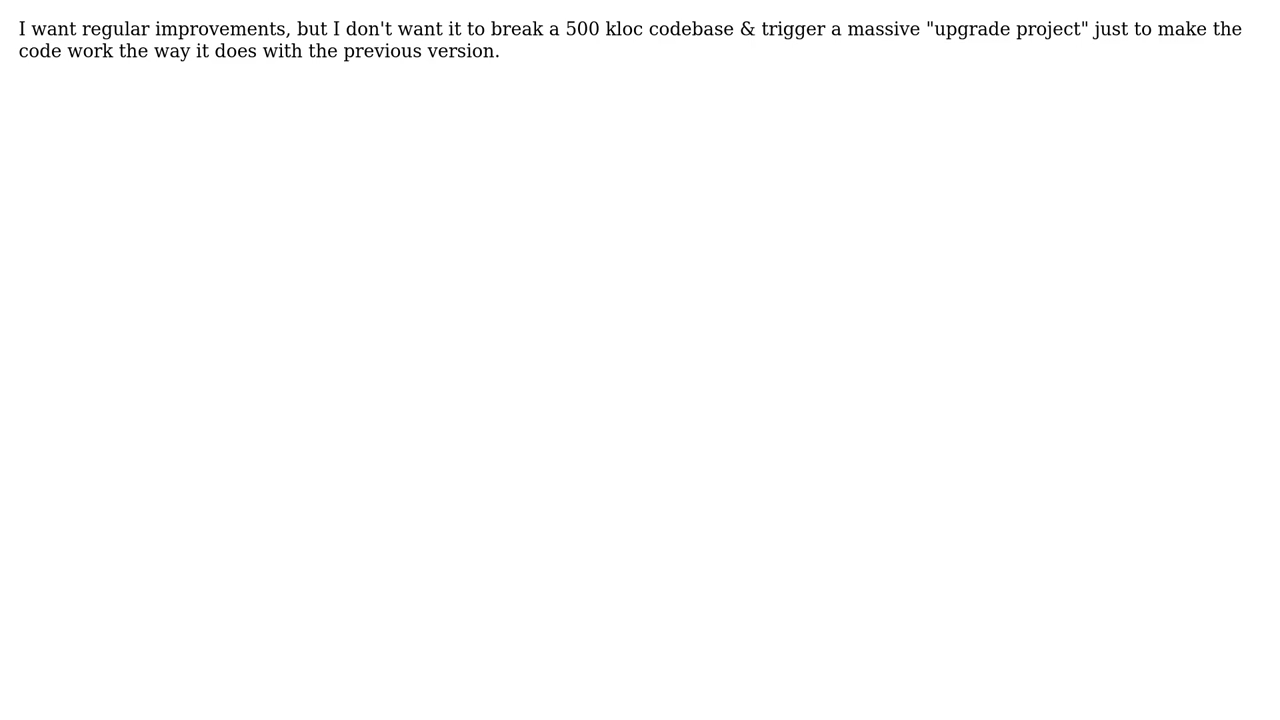 I want regular improvements, but I don't want it to break a 500 kloc codebase & trigger a massive "upgrade project" just to make the
code work the way it does with the previous version.